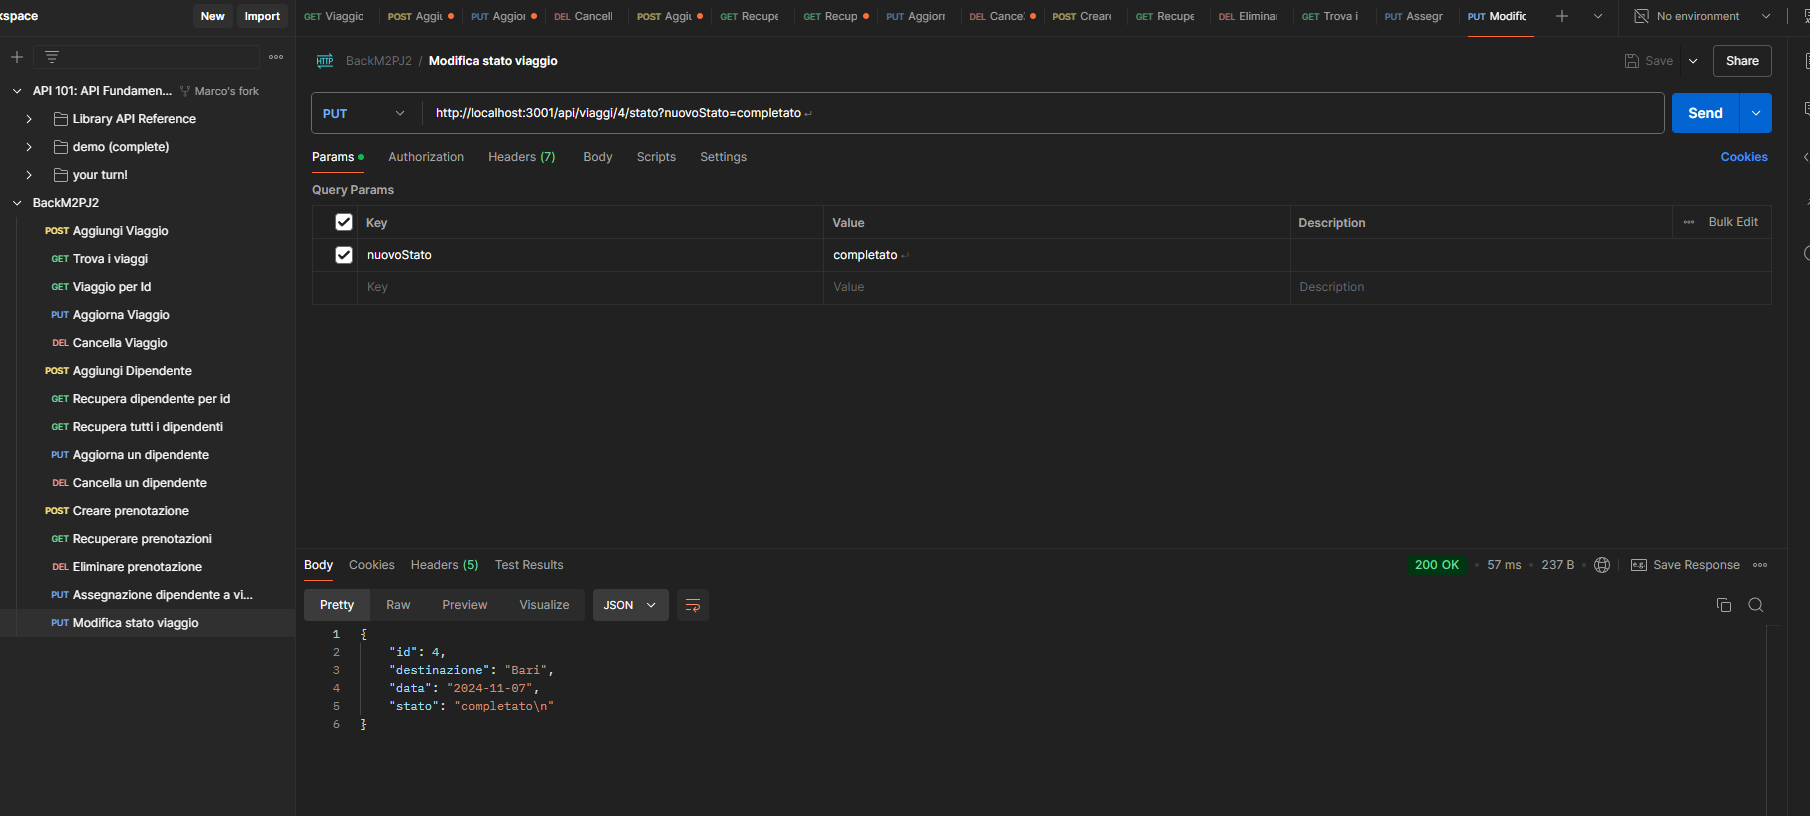 kspace
New Import
GET Viaggic POST Aggiu PUT Aggior DEL Cancell POST Aggiu GET Recupe GET Recup PUT Aggiorr DEL Cance POST Crear GET Recupe DEL Elimina GET Trova i PUT Assegr PUT Modific
No environment
API 101: API Fundamen... Marco's fork
Library API Reference
demo (complete)
your turn!
BackM2PJ2
POST Aggiungi Viaggio
GET Trova i viaggi
GET Viaggio per Id
PUT Aggiorna Viaggio
DEL Cancella Viaggio
POST Aggiungi Dipendente
GET Recupera dipendente per id
GET Recupera tutti i dipendenti
PUT Aggiorna un dipendente
DEL Cancella un dipendente
POST Creare prenotazione
GET Recuperare prenotazioni
DEL Eliminare prenotazione
PUT Assegnazione dipendente a vi...
PUT Modifica stato viaggio
HTTP BackM2PJ2 / Modifica stato viaggio
Save Share
PUT http://localhost:3001/api/viaggi/4/stato?nuovoStato=completato ↵
Send
Params Authorization Headers (7) Body Scripts Settings Cookies
Query Params
Key Value Description Bulk Edit
nuovoStato completato ↵
Key Value Description
Body Cookies Headers (5) Test Results
200 OK • 57 ms • 237 B • e.g. Save Response
Pretty Raw Preview Visualize JSON
1 {
2 "id": 4,
3 "destinazione": "Bari",
4 "data": "2024-11-07",
5 "stato": "completato\n"
6 }